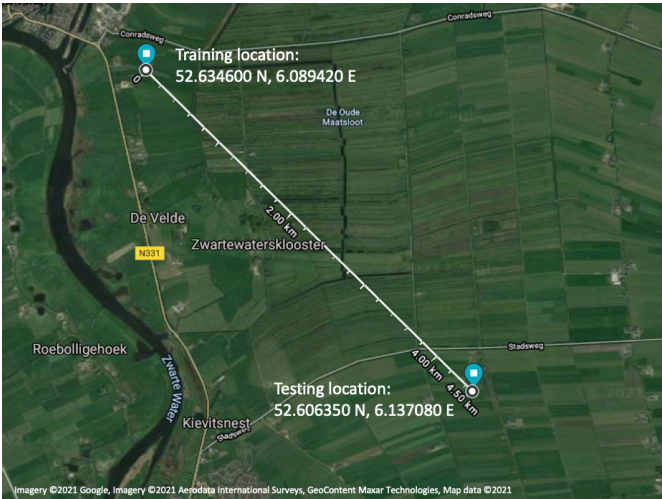 Conradsweg
Conradsweg
Training location:
52.634600 N, 6.089420 E
0
De Oude
Maatsloot
De Velde
2.00 km
Zwartewatersklooster
N331
Roebolligehoek
Zwarte Water
Stadsweg
4.00 km
4.50 km
Testing location:
52.606350 N, 6.137080 E
Kievitsnest
Stadsweg
Imagery ©2021 Google, Imagery ©2021 Aerodata International Surveys, GeoContent Maxar Technologies, Map data ©2021